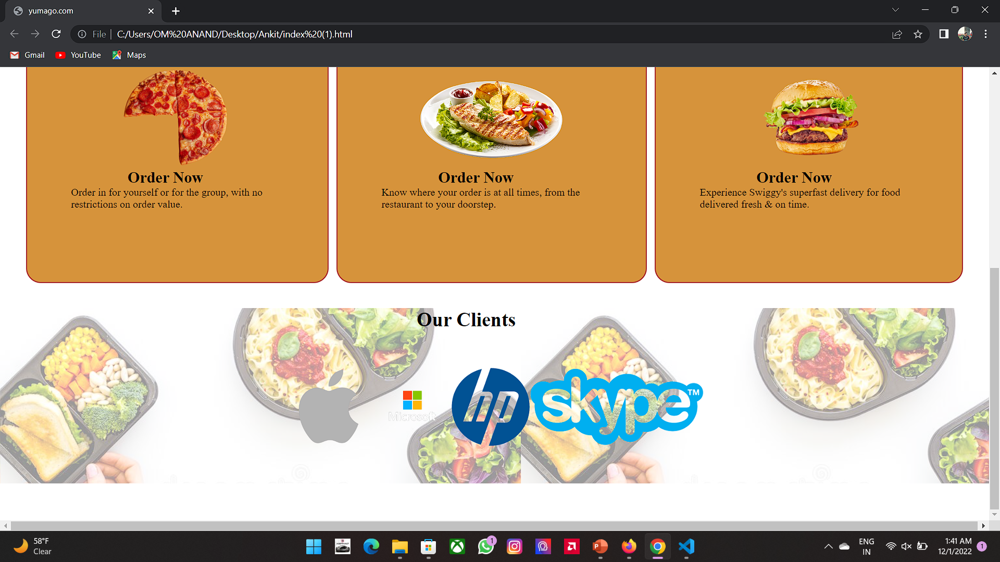 yumago.com
File
C:/Users/OM%20ANAND/Desktop/Ankit/index%20(1).html
Gmail
YouTube
Maps
Order Now
Order in for yourself or for the group, with no
restrictions on order value.
Order Now
Know where your order is at all times, from the
restaurant to your doorstep.
Order Now
Experience Swiggy's superfast delivery for food
delivered fresh & on time.
Our Clients
Microsoft
hp
skype™
58°F
Clear
1
P
ENG
IN
1:41 AM
12/1/2022
1